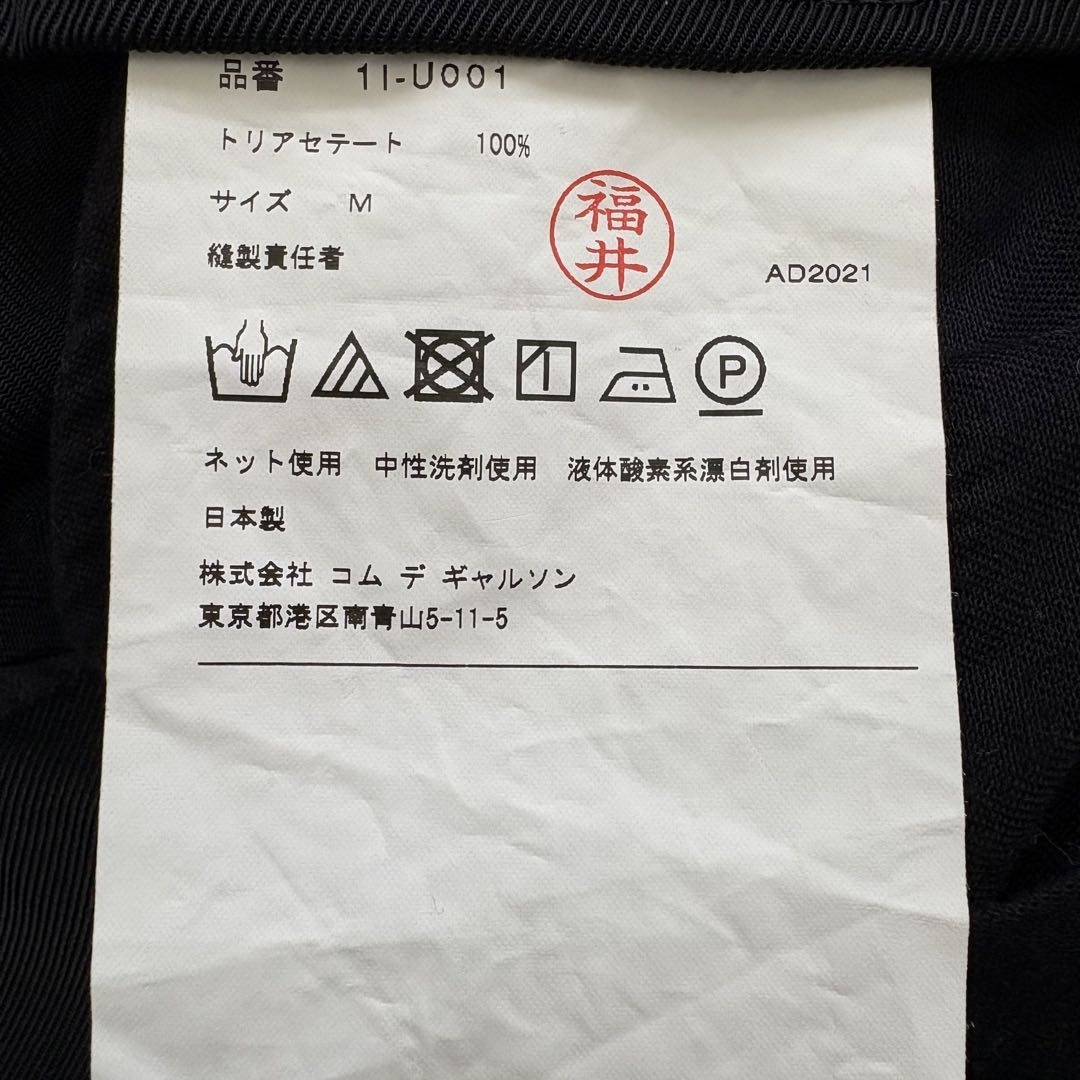 品番 1I-U001
トリアセテート 100%
サイズ M
縫製責任者 福井 AD2021
P
ネット使用 中性洗剤使用 液体酸素系漂白剤使用
日本製
株式会社 コム デ ギャルソン
東京都港区南青山5-11-5